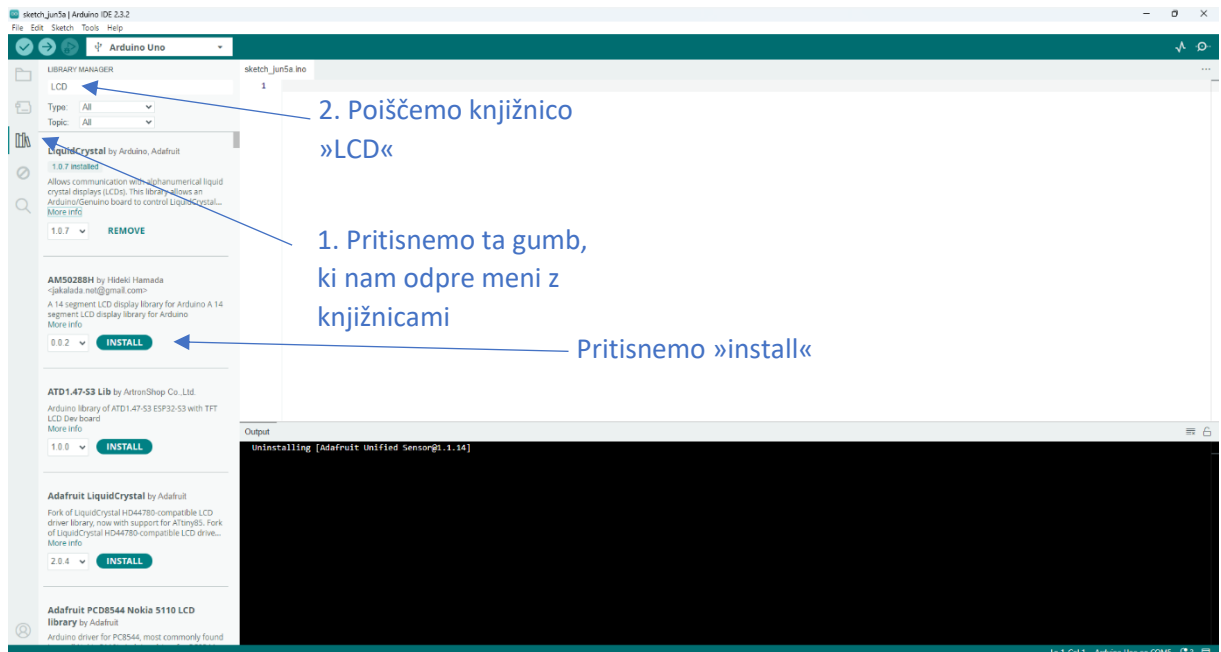 sketch_jun5a | Arduino IDE 2.3.2
File Edit Sketch Tools Help
Arduino Uno
LIBRARY MANAGER
LCD
Type: All
Topic: All
LiquidCrystal by Arduino, Adafruit
1.0.7 installed
Allows communication with alphanumerical liquid
crystal displays (LCDs). This library allows an
Arduino/Genuino board to control LiquidCrystal...
More info
1.0.7 REMOVE
AM50288H by Hideki Hamada
<jakalada.net@gmail.com>
A 14 segment LCD display library for Arduino A 14
segment LCD display library for Arduino
More info
0.0.2 INSTALL
ATD1.47-S3 Lib by ArtronShop Co.,Ltd.
Arduino library of ATD1.47-S3 ESP32-S3 with TFT
LCD Dev board
More info
1.0.0 INSTALL
Adafruit LiquidCrystal by Adafruit
Fork of LiquidCrystal HD44780-compatible LCD
driver library, now with support for ATtiny85. Fork
of LiquidCrystal HD44780-compatible LCD drive...
More info
2.0.4 INSTALL
Adafruit PCD8544 Nokia 5110 LCD
library by Adafruit
Arduino driver for PC8544, most commonly found
sketch_jun5a.ino
1
2. Poiščemo knjižnico
»LCD«
1. Pritisnemo ta gumb,
ki nam odpre meni z
knjižnicami
Pritisnemo »install«
Output
Uninstalling [Adafruit Unified Sensor@1.1.14]